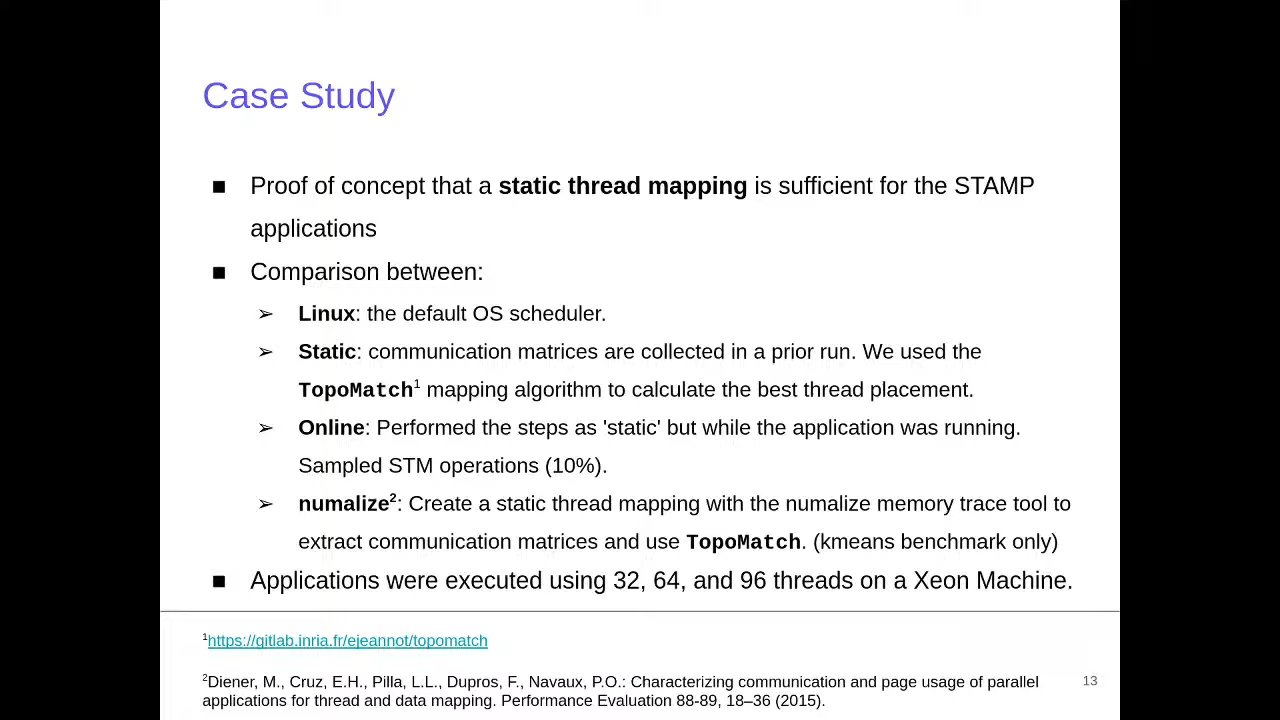 Case Study
■ Proof of concept that a static thread mapping is sufficient for the STAMP
applications
■ Comparison between:
➢ Linux: the default OS scheduler.
➢ Static: communication matrices are collected in a prior run. We used the
TopoMatch¹ mapping algorithm to calculate the best thread placement.
➢ Online: Performed the steps as 'static' but while the application was running.
Sampled STM operations (10%).
➢ numalize²: Create a static thread mapping with the numalize memory trace tool to
extract communication matrices and use TopoMatch. (kmeans benchmark only)
■ Applications were executed using 32, 64, and 96 threads on a Xeon Machine.
¹https://gitlab.inria.fr/ejeannot/topomatch
²Diener, M., Cruz, E.H., Pilla, L.L., Dupros, F., Navaux, P.O.: Characterizing communication and page usage of parallel
applications for thread and data mapping. Performance Evaluation 88-89, 18–36 (2015).
13